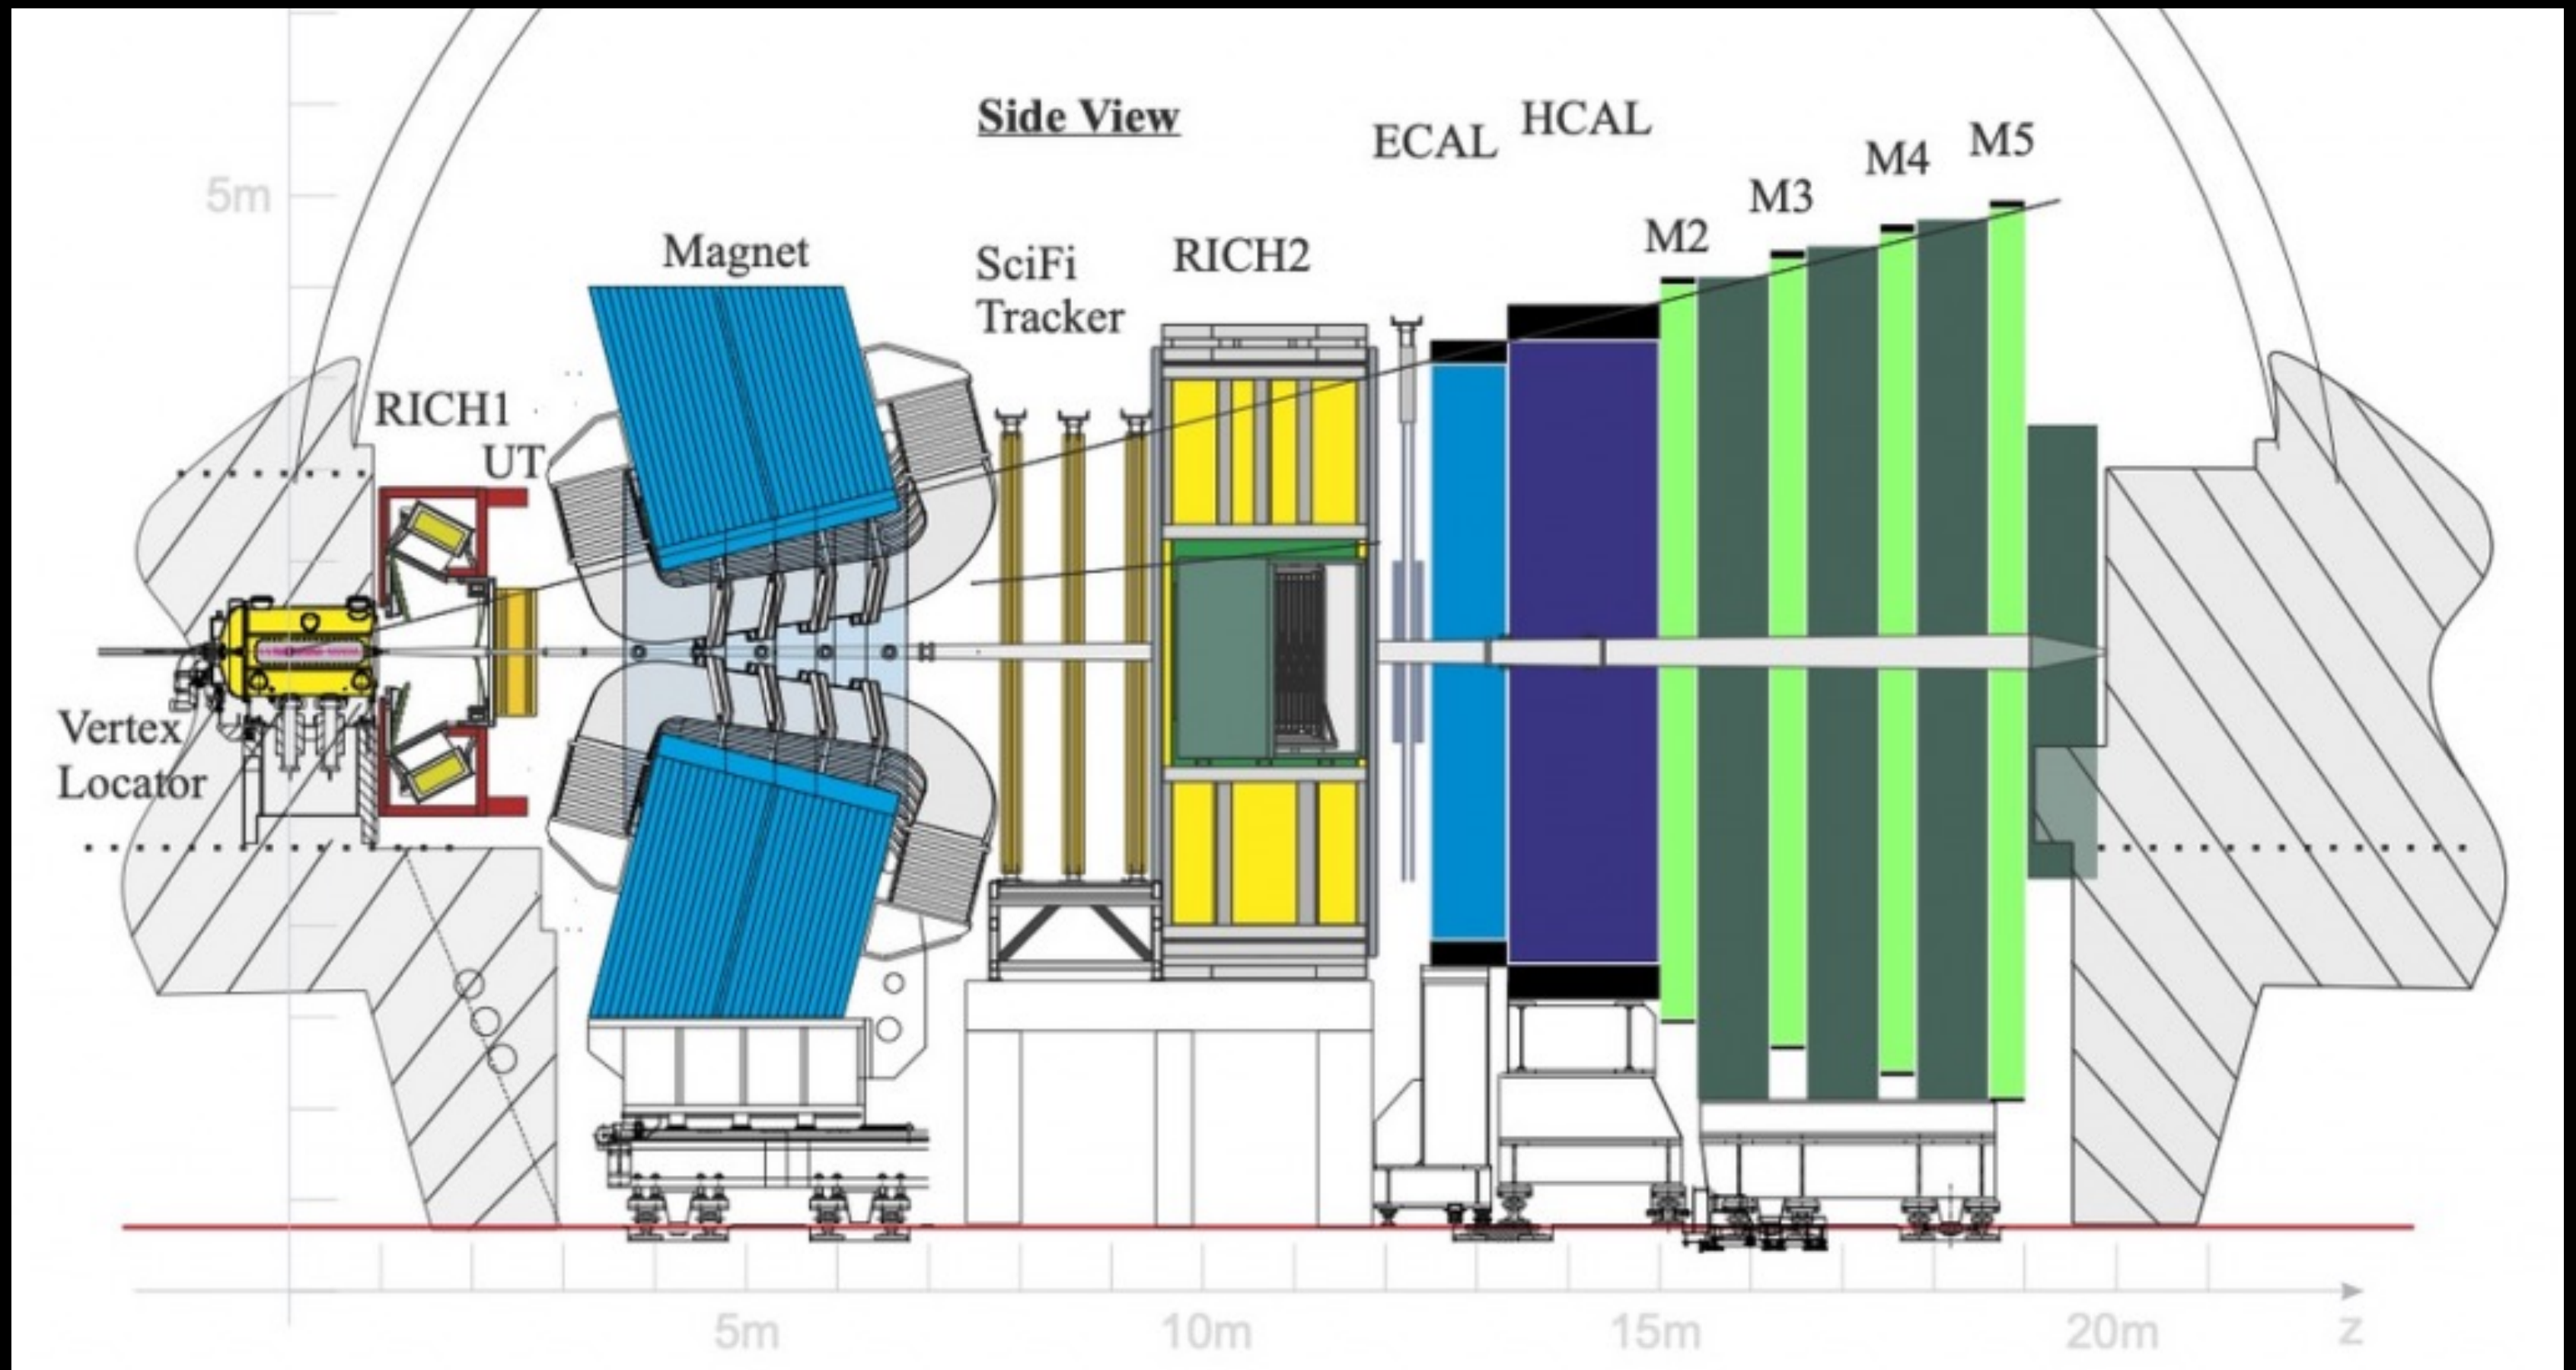 Side View
ECAL
HCAL
M5
M4
M3
M2
5m
Magnet
SciFi
Tracker
RICH2
RICH1
UT
Vertex
Locator
5m
10m
15m
20m
z